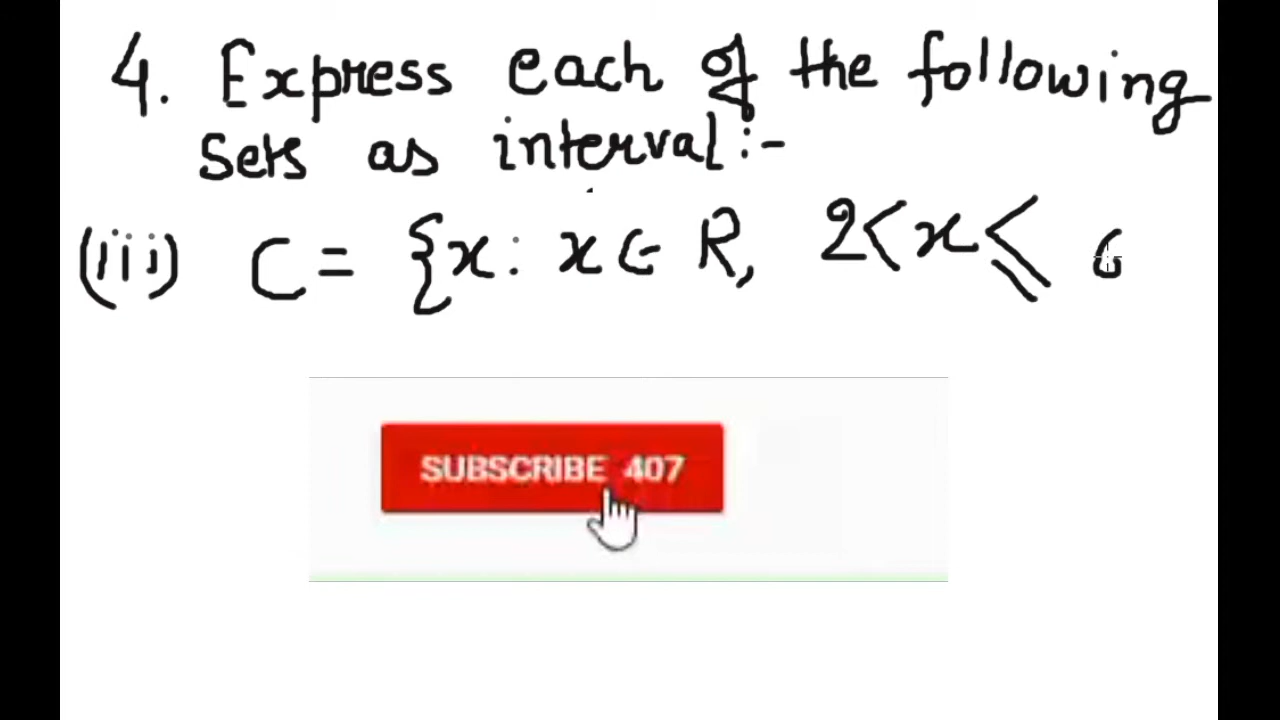 4. Express each of the following
Sets as interval:-
(iii) C = {x: x ∈ R, 2<x≤ 6
SUBSCRIBE 407